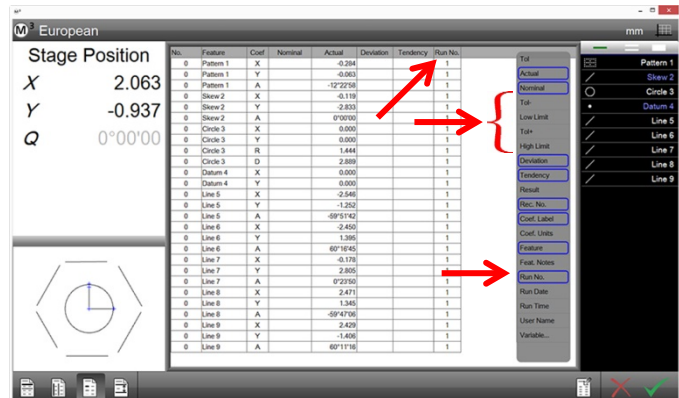 M³
M³ European mm
Stage Position
X 2.063
Y -0.937
Q 0°00'00
No. Feature Coef Nominal Actual Deviation Tendency Run No.
0 Pattern 1 X -0.284 1
0 Pattern 1 Y -0.063 1
0 Pattern 1 A -12°22'58 1
0 Skew 2 X -0.119 1
0 Skew 2 Y -2.833 1
0 Skew 2 A 0°00'00 1
0 Circle 3 X 0.000 1
0 Circle 3 Y 0.000 1
0 Circle 3 R 1.444 1
0 Circle 3 D 2.889 1
0 Datum 4 X 0.000 1
0 Datum 4 Y 0.000 1
0 Line 5 X -2.546 1
0 Line 5 Y -1.252 1
0 Line 5 A -59°51'42 1
0 Line 6 X -2.450 1
0 Line 6 Y 1.395 1
0 Line 6 A 60°16'45 1
0 Line 7 X -0.178 1
0 Line 7 Y 2.805 1
0 Line 7 A 0°23'50 1
0 Line 8 X 2.471 1
0 Line 8 Y 1.345 1
0 Line 8 A -59°47'06 1
0 Line 9 X 2.429 1
0 Line 9 Y -1.406 1
0 Line 9 A 60°11'16 1
Tol
Actual
Nominal
Tol-
Low Limit
Tol+
High Limit
Deviation
Tendency
Result
Rec. No.
Coef. Label
Coef. Units
Feature
Feat. Notes
Run No.
Run Date
Run Time
User Name
Variable...
Pattern 1
Skew 2
Circle 3
Datum 4
Line 5
Line 6
Line 7
Line 8
Line 9